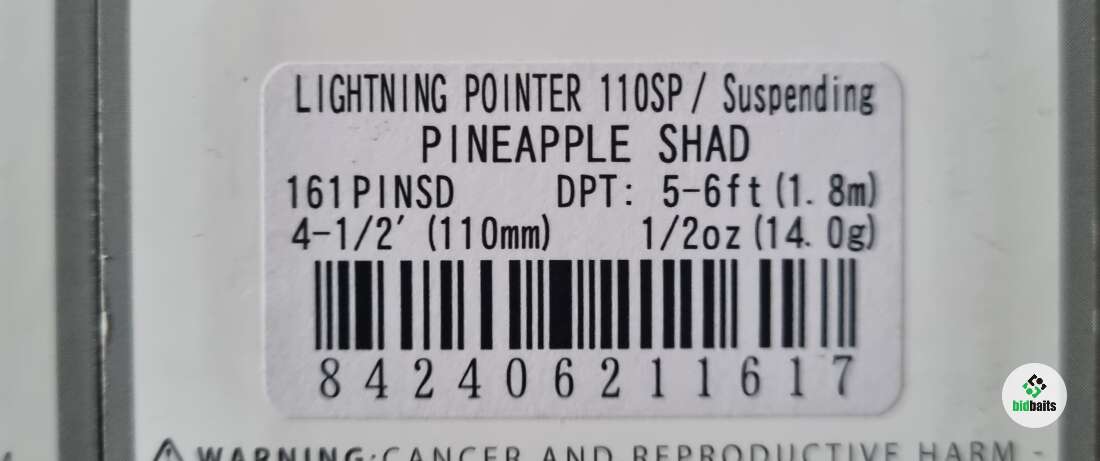 LIGHTNING POINTER 110SP / Suspending
PINEAPPLE SHAD
161PINSD DPT: 5-6ft (1.8m)
4-1/2' (110mm) 1/2oz (14.0g)
842406211617
WARNING: CANCER AND REPRODUCTIVE HARM -
bidbaits